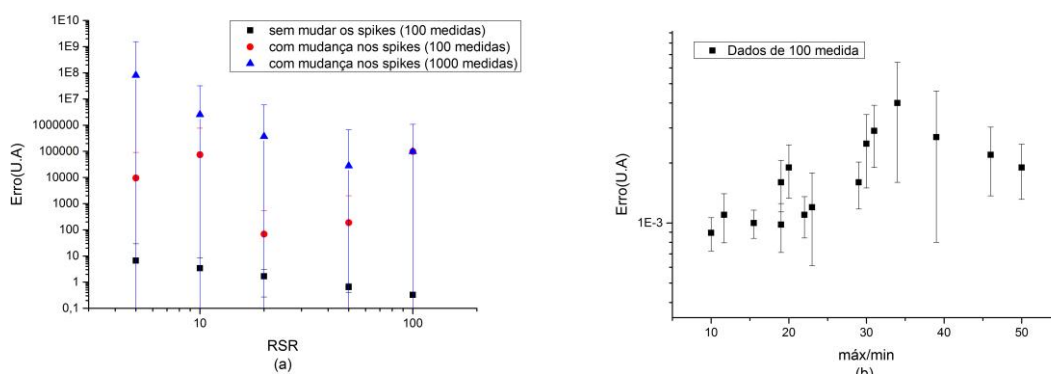 1E10
1E9
1E8
1E7
1000000
100000
10000
1000
100
10
1
0,1
Erro(U.A)
sem mudar os spikes (100 medidas)
com mudança nos spikes (100 medidas)
com mudança nos spikes (1000 medidas)
10
100
RSR
(a)
Dados de 100 medida
Erro(U.A)
1E-3
10
20
30
40
50
máx/min
(b)